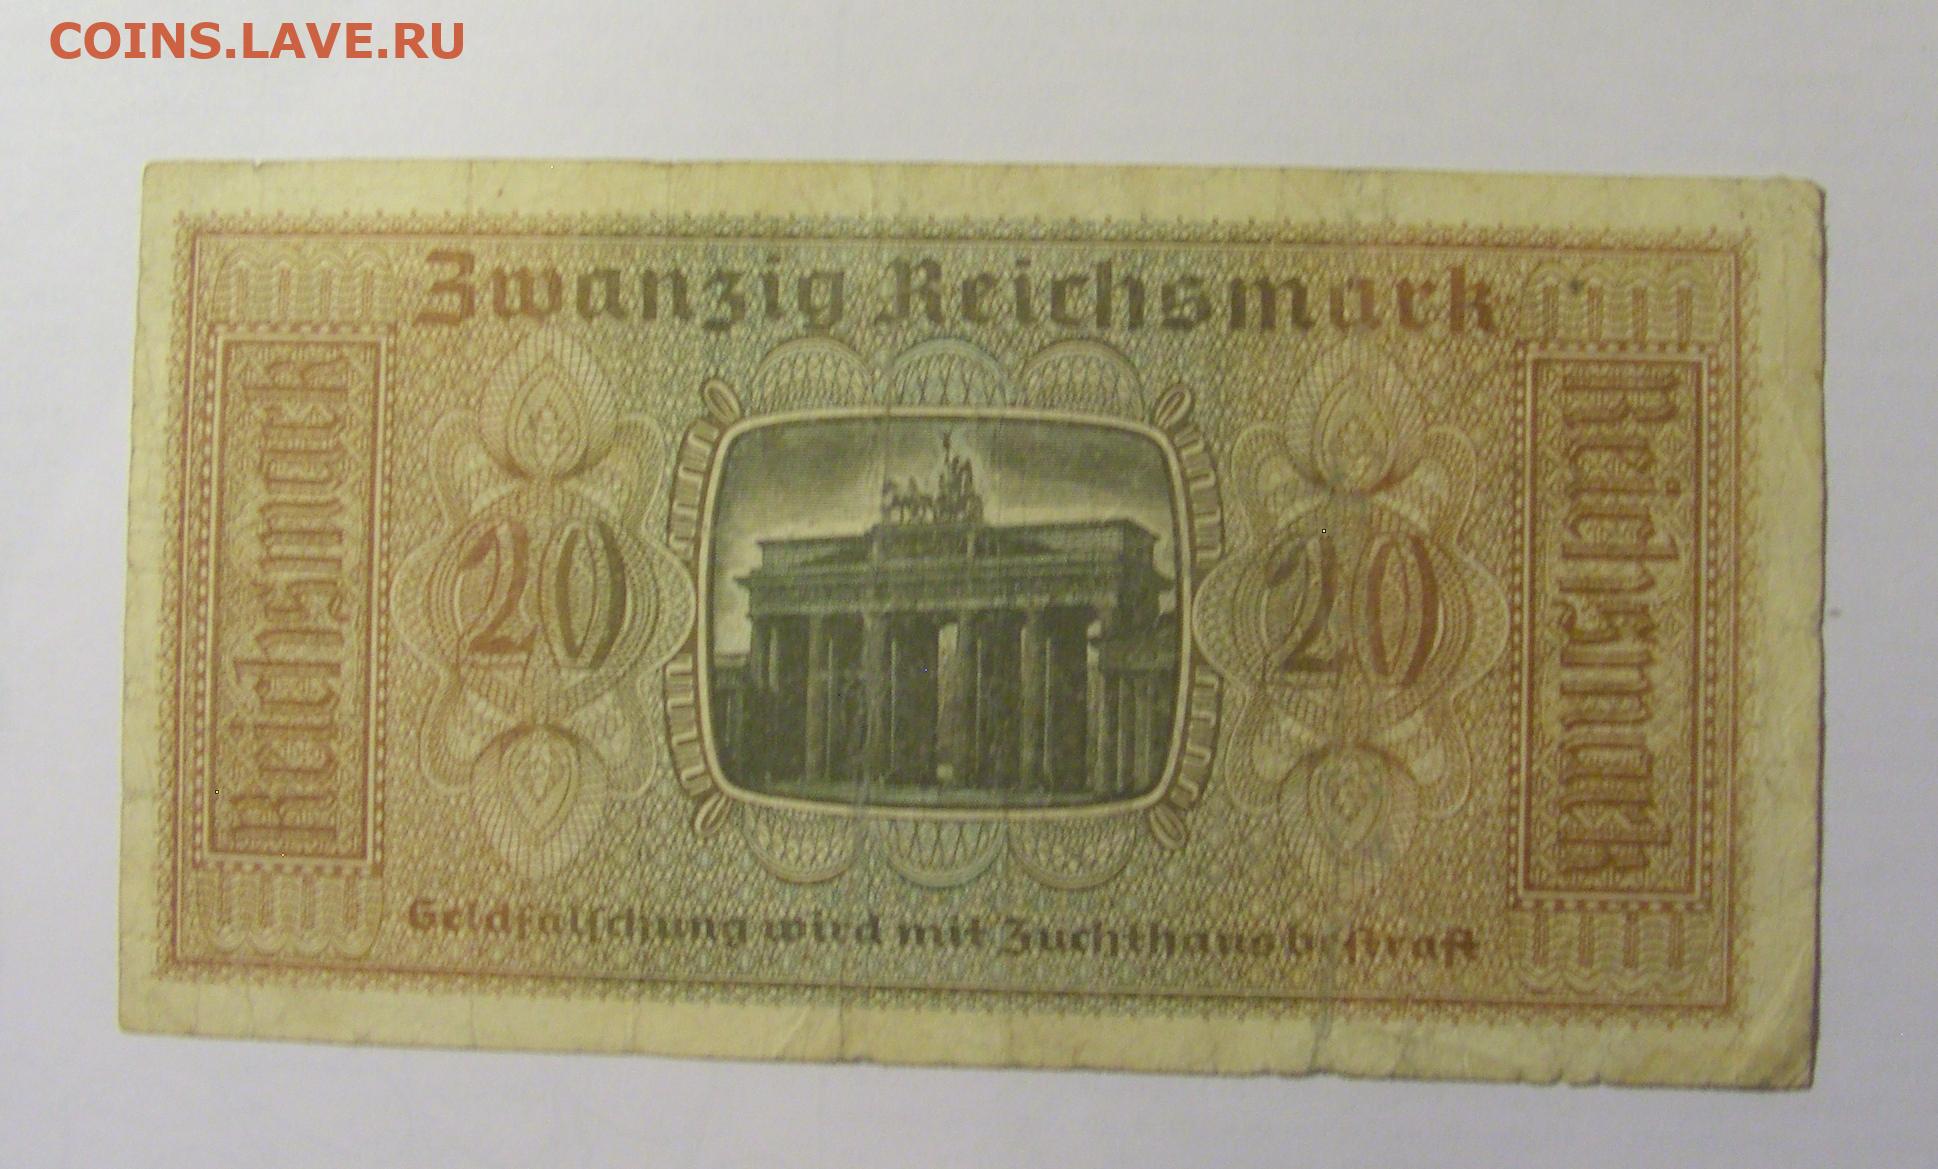 COINS.LAVE.RU
Zwanzig Reichsmark
Reichsmark
20
20
Reichsmark
Geldfälschung wird mit Zuchthaus bestraft